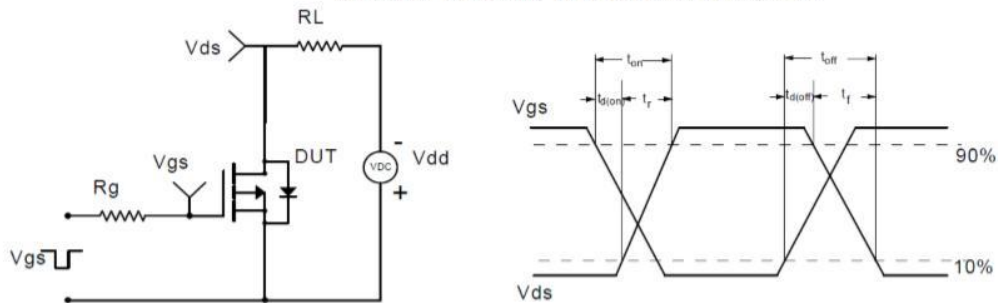 RL
Vds
Vgs
DUT
Rg
VDC
-
+
Vdd
Vgs
ton
toff
td(on)
tr
td(off)
tf
Vgs
90%
10%
Vds